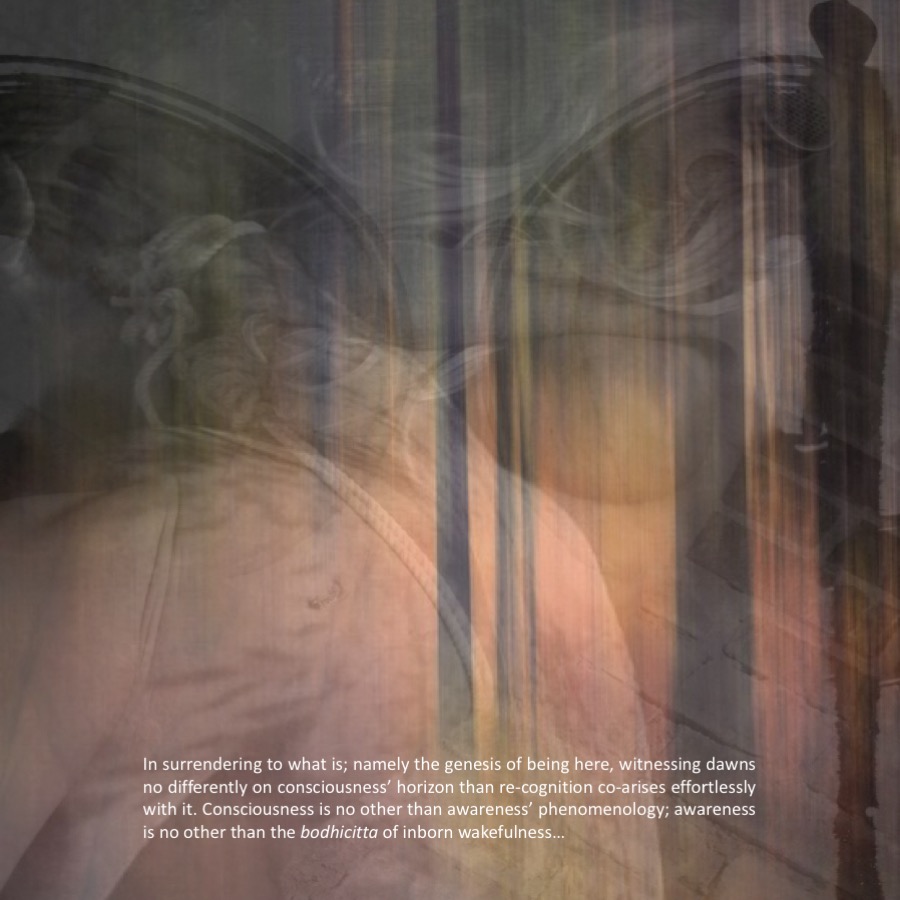 In surrendering to what is; namely the genesis of being here, witnessing dawns
no differently on consciousness’ horizon than re-cognition co-arises effortlessly
with it. Consciousness is no other than awareness’ phenomenology; awareness
is no other than the bodhicitta of inborn wakefulness...